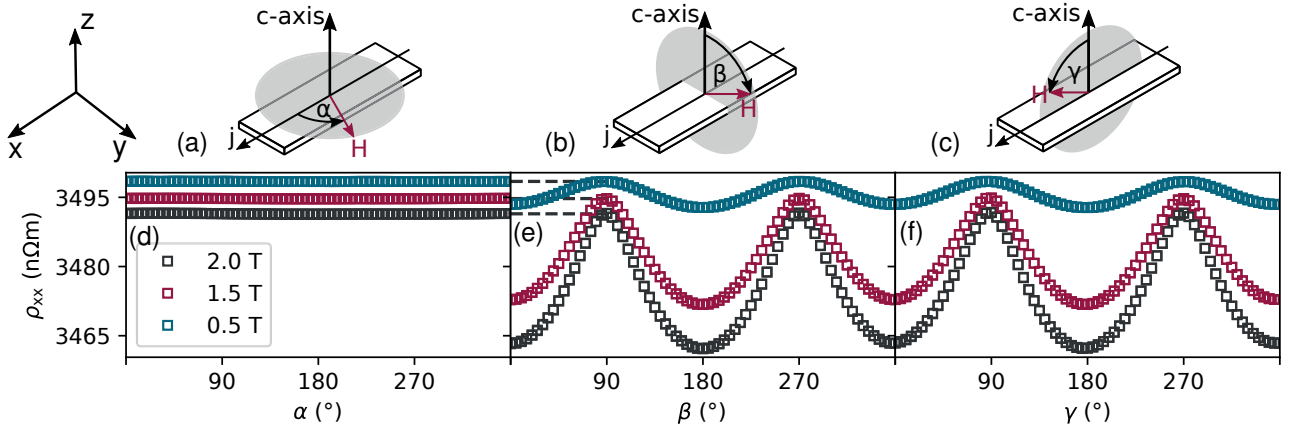 z
x
y
c-axis
α
j
H
(a)
c-axis
β
H
j
(b)
c-axis
γ
H
j
(c)
ρxx (nΩm)
3495
3480
3465
(d)
2.0 T
1.5 T
0.5 T
(e)
(f)
90 180 270
90 180 270
90 180 270
α (°)
β (°)
γ (°)